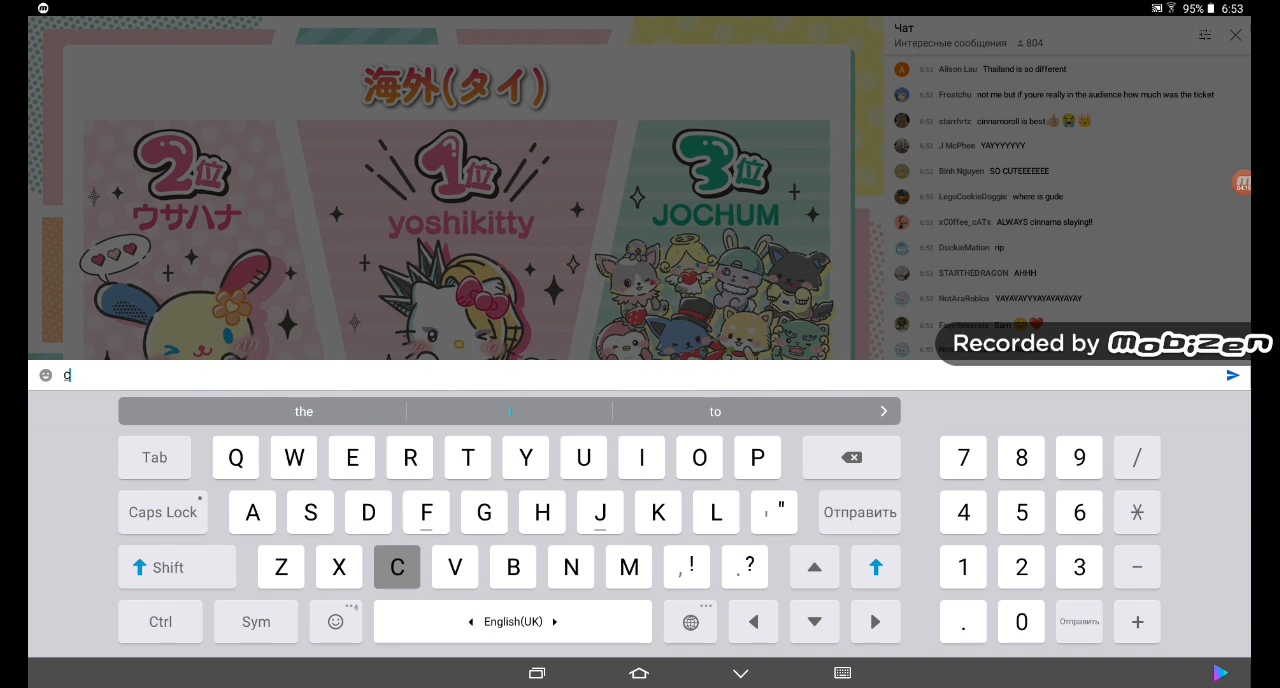 95% 6:53
海外(タイ)
2位
ウサハナ
1位
yoshikitty
3位
JOCHUM
Чат
Интересные сообщения 804
6:53 Alison Lau Thailand is so different
6:53 Frostchu not me but if youre really in the audience how much was the ticket
6:53 starrhrtz cinnamoroll is best👍😭👑
6:53 J McPhee YAYYYYYYY
6:53 Binh Nguyen SO CUTEEEEEEE
6:53 LegoCookieDoggie where is gude
6:53 xC0ffee_cATx ALWAYS cinnama slaying!!
6:53 DuckieMation rip
6:53 STARTHEDRAGON AHHH
6:53 NotAraRoblox YAYAYAYYYAYAYAYAYAY
6:53
04:19
Recorded by mobizen
c
the I to
Tab Q W E R T Y U I O P 7 8 9 /
Caps Lock A S D F G H J K L ' " Отправить 4 5 6 *
Shift Z X C V B N M , ! . ? 1 2 3 -
Ctrl Sym English(UK) . 0 Отправить +